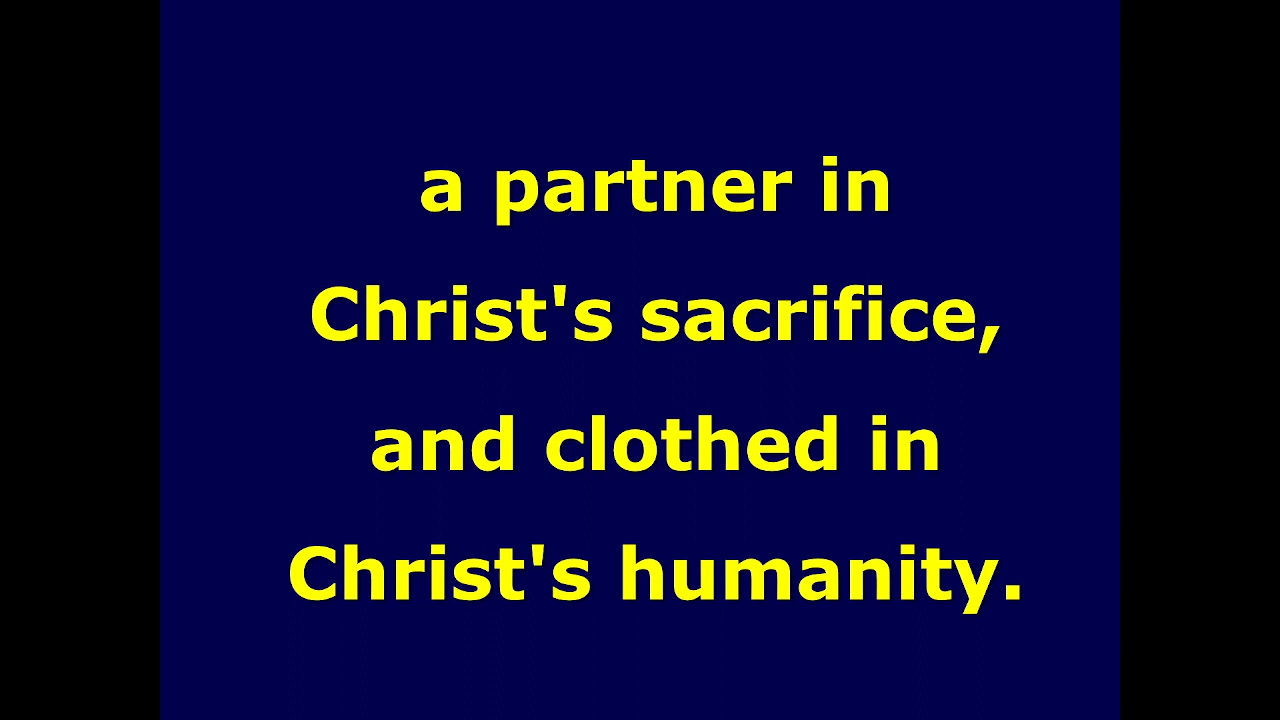 a partner in
Christ's sacrifice,
and clothed in
Christ's humanity.